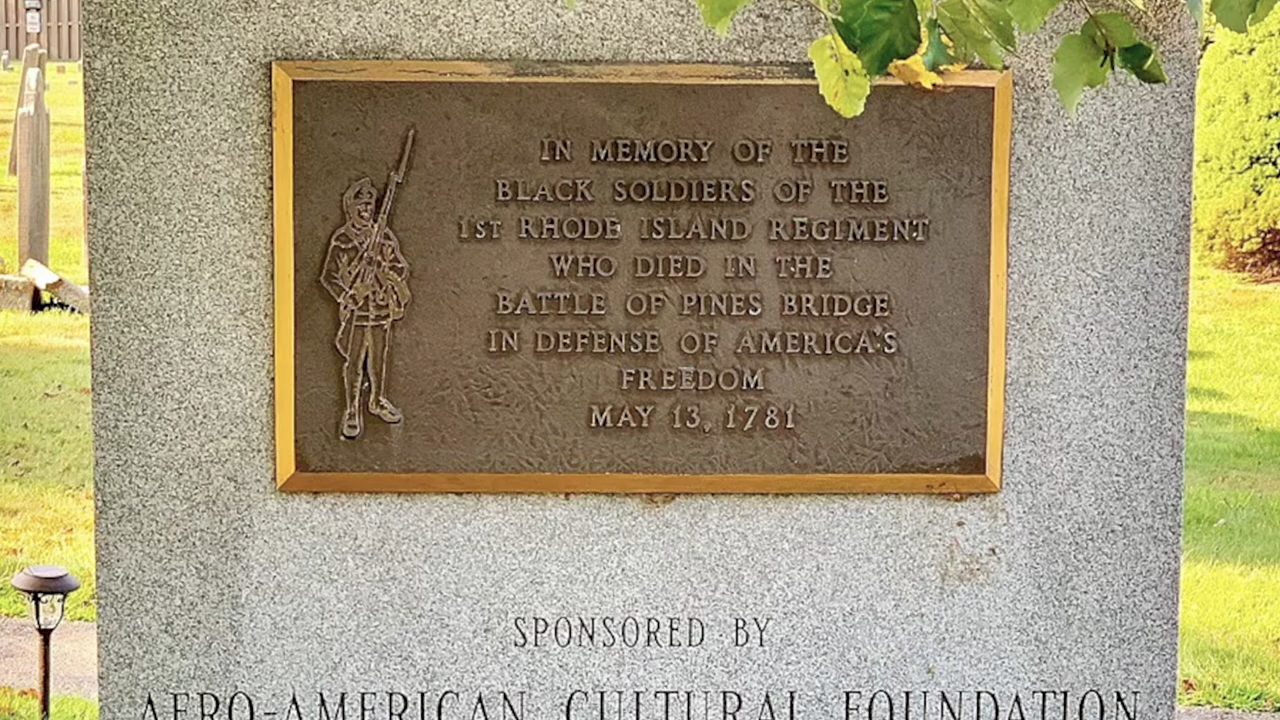 IN MEMORY OF THE
BLACK SOLDIERS OF THE
1ST RHODE ISLAND REGIMENT
WHO DIED IN THE
BATTLE OF PINES BRIDGE
IN DEFENSE OF AMERICA'S
FREEDOM
MAY 13, 1781
SPONSORED BY
AFRO-AMERICAN CULTURAL FOUNDATION